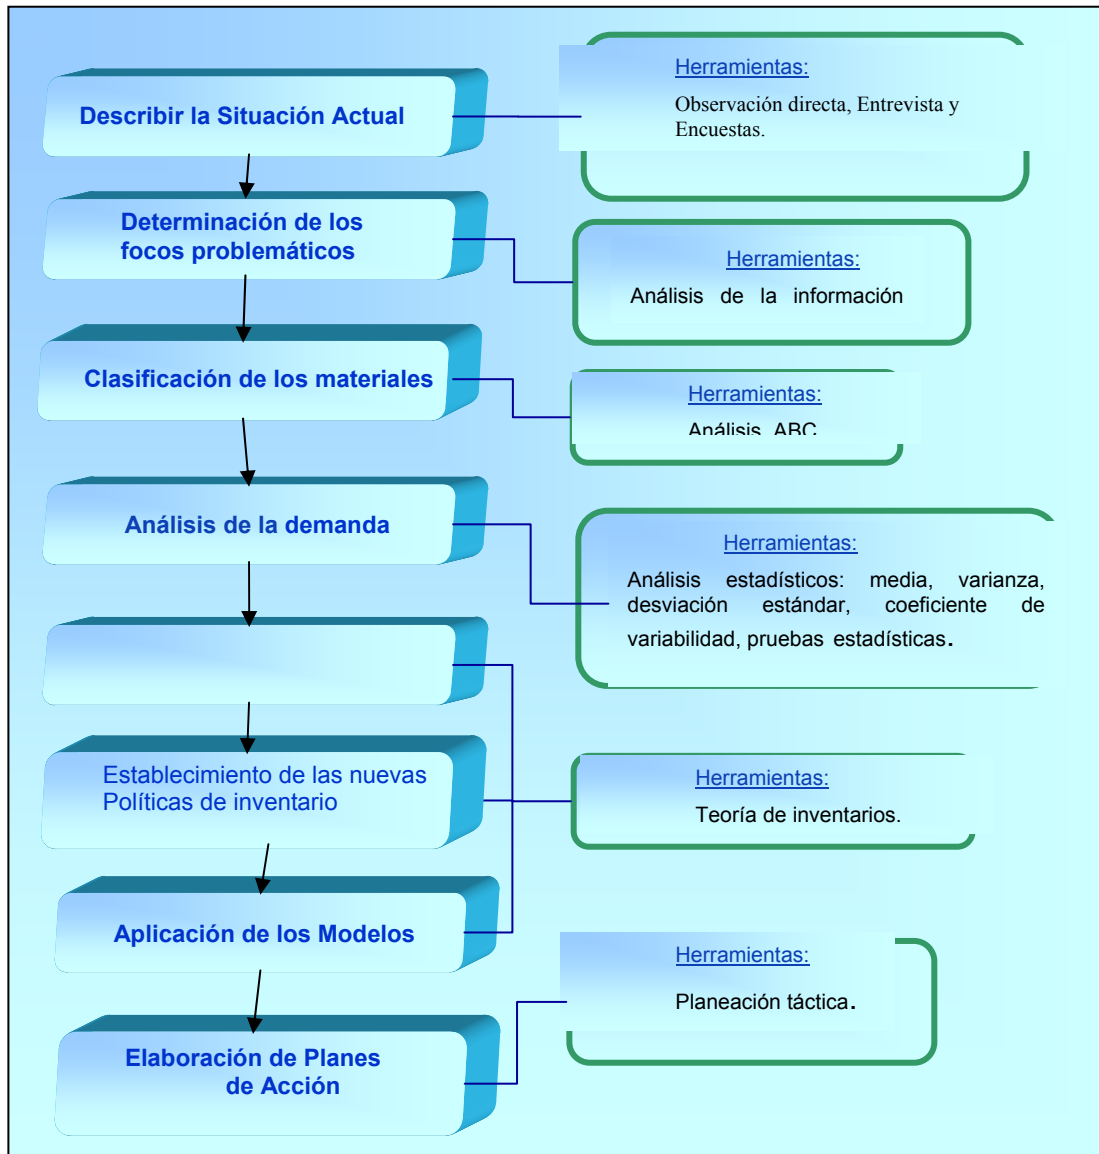 Describir la Situación Actual
Herramientas:
Observación directa, Entrevista y
Encuestas.
Determinación de los
focos problemáticos
Herramientas:
Análisis de la información
Clasificación de los materiales
Herramientas:
Análisis ABC
Análisis de la demanda
Herramientas:
Análisis estadísticos: media, varianza,
desviación estándar, coeficiente de
variabilidad, pruebas estadísticas.
Establecimiento de las nuevas
Políticas de inventario
Herramientas:
Teoría de inventarios.
Aplicación de los Modelos
Herramientas:
Planeación táctica.
Elaboración de Planes
de Acción